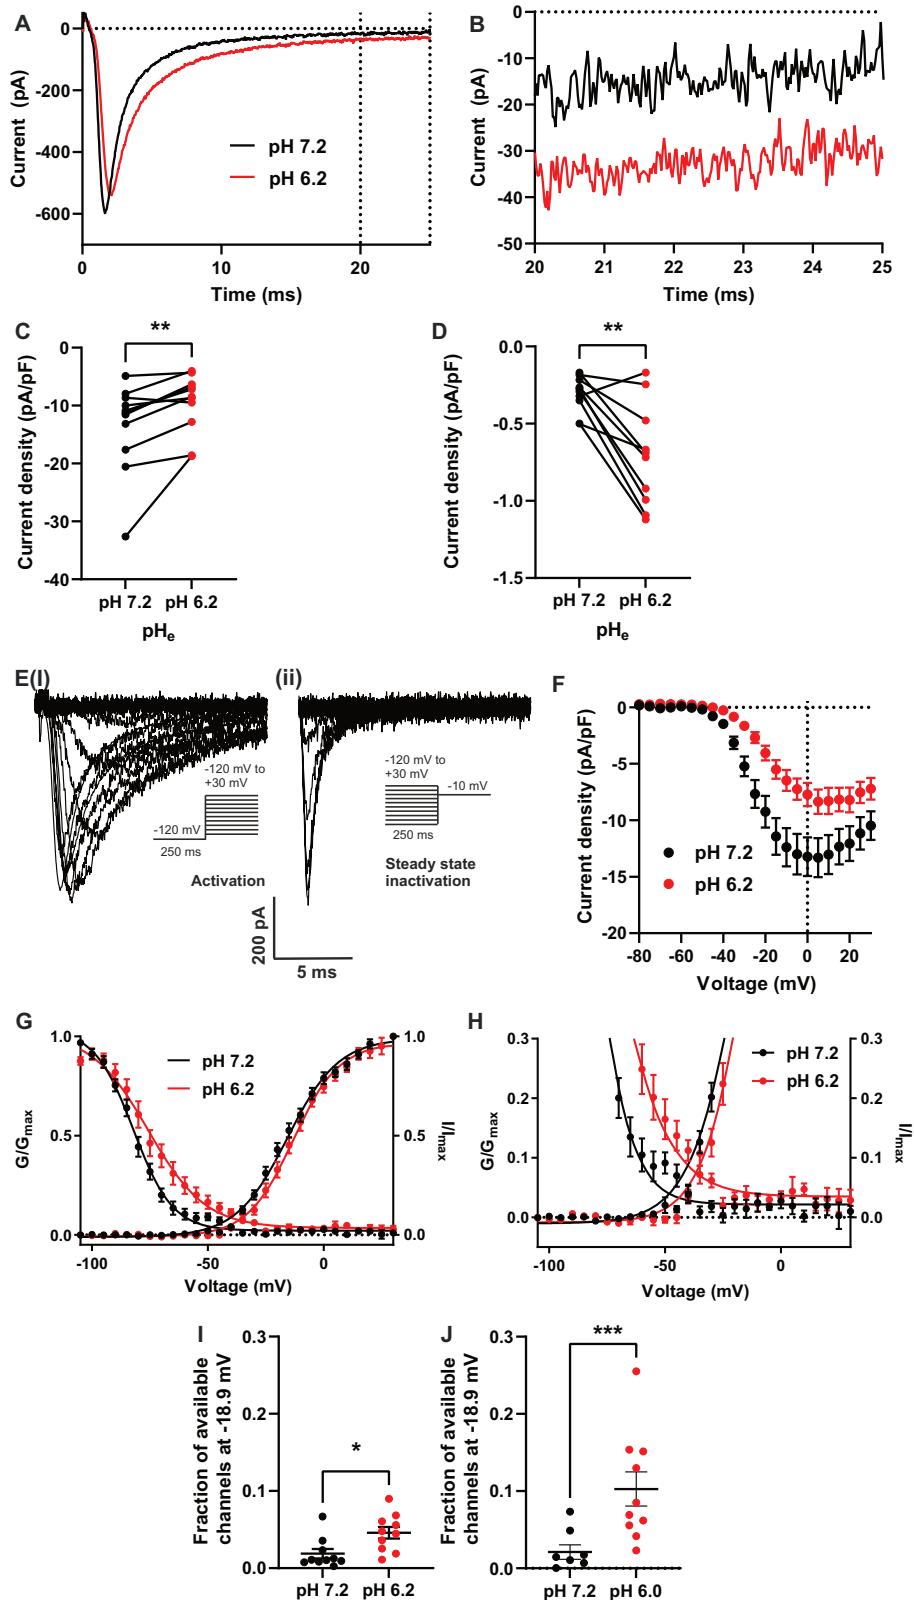 A
Current (pA)
0
-200
-400
-600
pH 7.2
pH 6.2
0
10
20
Time (ms)
B
Current (pA)
0
-10
-20
-30
-40
-50
20
21
22
23
24
25
Time (ms)
C
Current density (pA/pF)
0
-10
-20
-30
-40
**
pH 7.2
pH 6.2
pHe
D
Current density (pA/pF)
0.0
-0.5
-1.0
-1.5
**
pH 7.2
pH 6.2
pHe
E(I)
-120 mV to
+30 mV
-120 mV
250 ms
Activation
(ii)
-120 mV to
+30 mV
-10 mV
250 ms
Steady state
inactivation
200 pA
5 ms
F
Current density (pA/pF)
0
-5
-10
-15
-20
pH 7.2
pH 6.2
-80
-60
-40
-20
0
20
Voltage (mV)
G
G/Gmax
1.0
0.5
0.0
pH 7.2
pH 6.2
1.0
0.5
0.0
I/Imax
-100
-50
0
Voltage (mV)
H
G/Gmax
0.3
0.2
0.1
0.0
pH 7.2
pH 6.2
0.3
0.2
0.1
0.0
I/Imax
-100
-50
0
Voltage (mV)
I
Fraction of available
channels at -18.9 mV
0.3
0.2
0.1
0.0
*
pH 7.2
pH 6.2
J
Fraction of available
channels at -18.9 mV
0.3
0.2
0.1
0.0
***
pH 7.2
pH 6.0